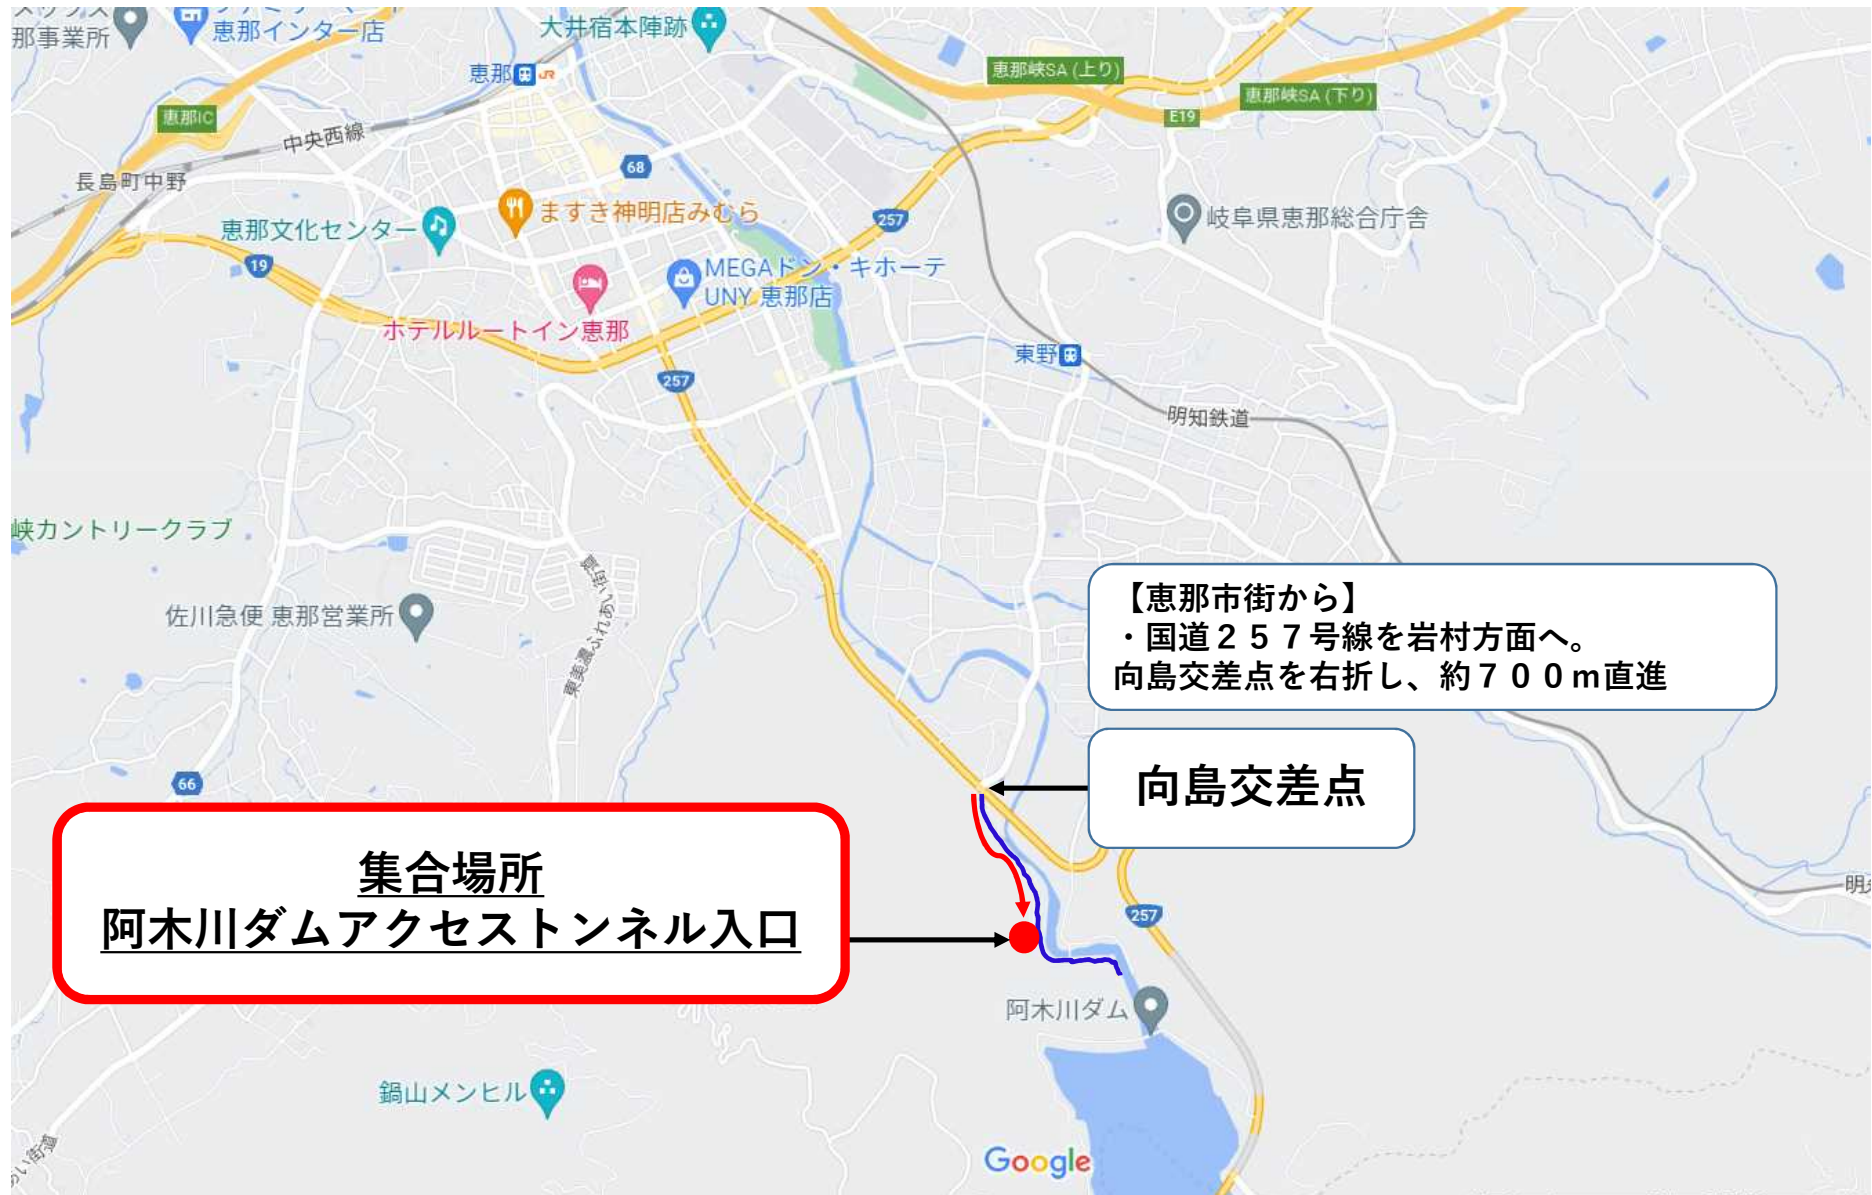 那事業所
恵那インター店
大井宿本陣跡
恵那
JR
恵那峡SA (上り)
恵那峡SA (下り)
E19
恵那IC
中央西線
68
長島町中野
ますき神明店みむら
257
岐阜県恵那総合庁舎
恵那文化センター
19
MEGAドン・キホーテ
UNY 恵那店
ホテルルートイン恵那
東野
257
明知鉄道
峡カントリークラブ
東美濃ふれあい街道
佐川急便 恵那営業所
【恵那市街から】
・国道257号線を岩村方面へ。
向島交差点を右折し、約700m直進
向島交差点
66
集合場所
阿木川ダムアクセストンネル入口
257
阿木川ダム
鍋山メンヒル
Google